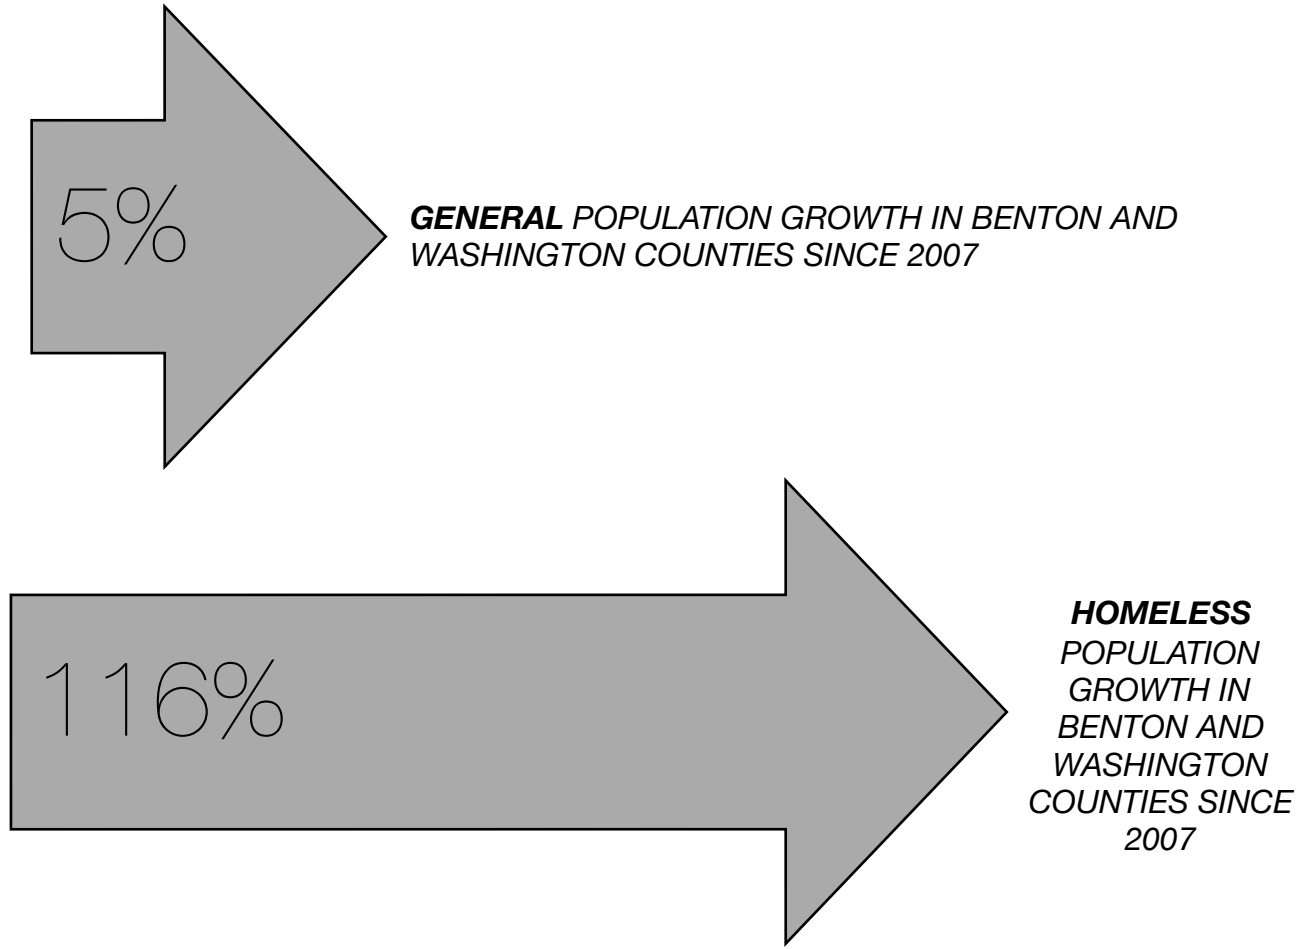 5%
GENERAL POPULATION GROWTH IN BENTON AND
WASHINGTON COUNTIES SINCE 2007
116%
HOMELESS
POPULATION
GROWTH IN
BENTON AND
WASHINGTON
COUNTIES SINCE
2007